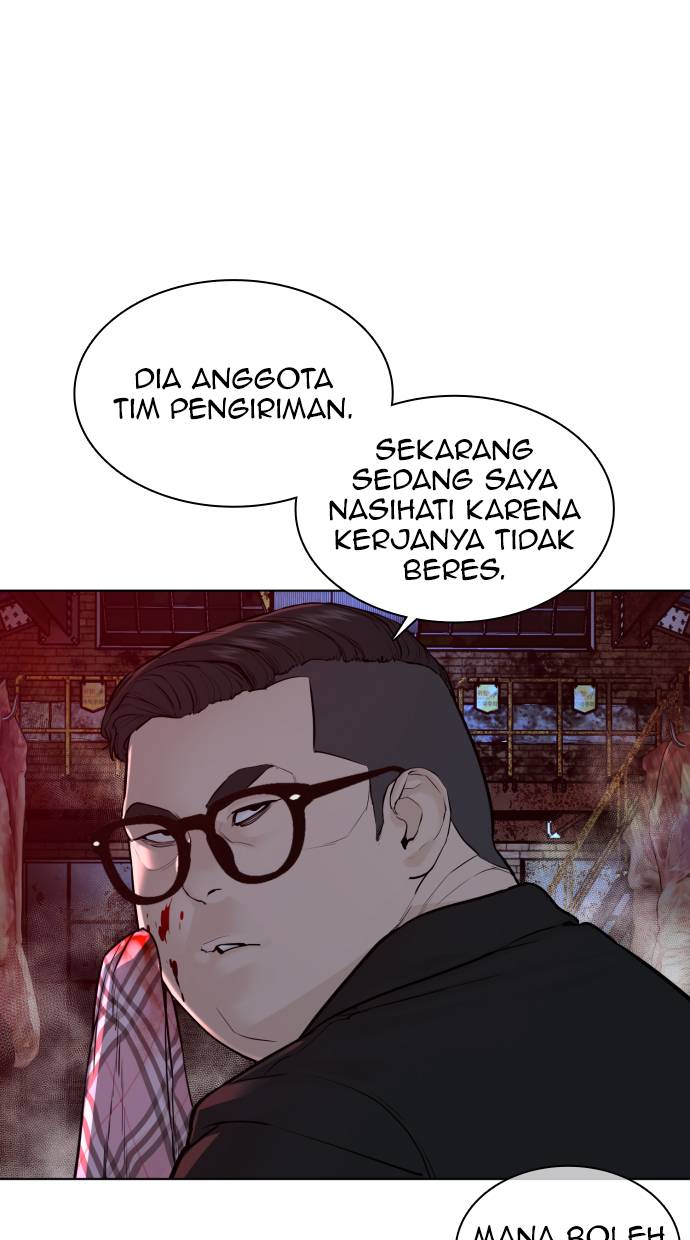 DIA ANGGOTA
TIM PENGIRIMAN.
SEKARANG
SEDANG SAYA
NASIHATI KARENA
KERJANYA TIDAK
BERES.
MANA BOLEH